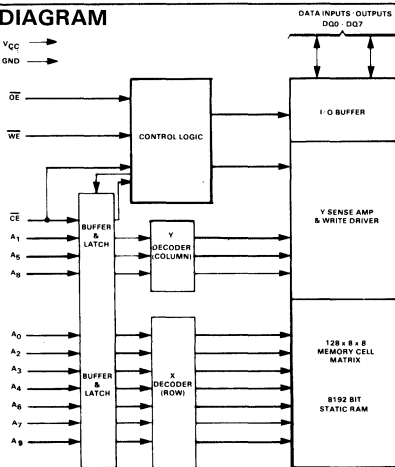 DIAGRAM
DATA INPUTS·OUTPUTS
DQ0 - DQ7
VCC
GND
OE
WE
CONTROL LOGIC
I/O BUFFER
CE
BUFFER
&
LATCH
Y
DECODER
(COLUMN)
Y SENSE AMP
& WRITE DRIVER
A1
A5
A8
A0
A2
A3
A4
A6
A7
A9
BUFFER
&
LATCH
X
DECODER
(ROW)
128 x 8 x 8
MEMORY CELL
MATRIX
8192 BIT
STATIC RAM